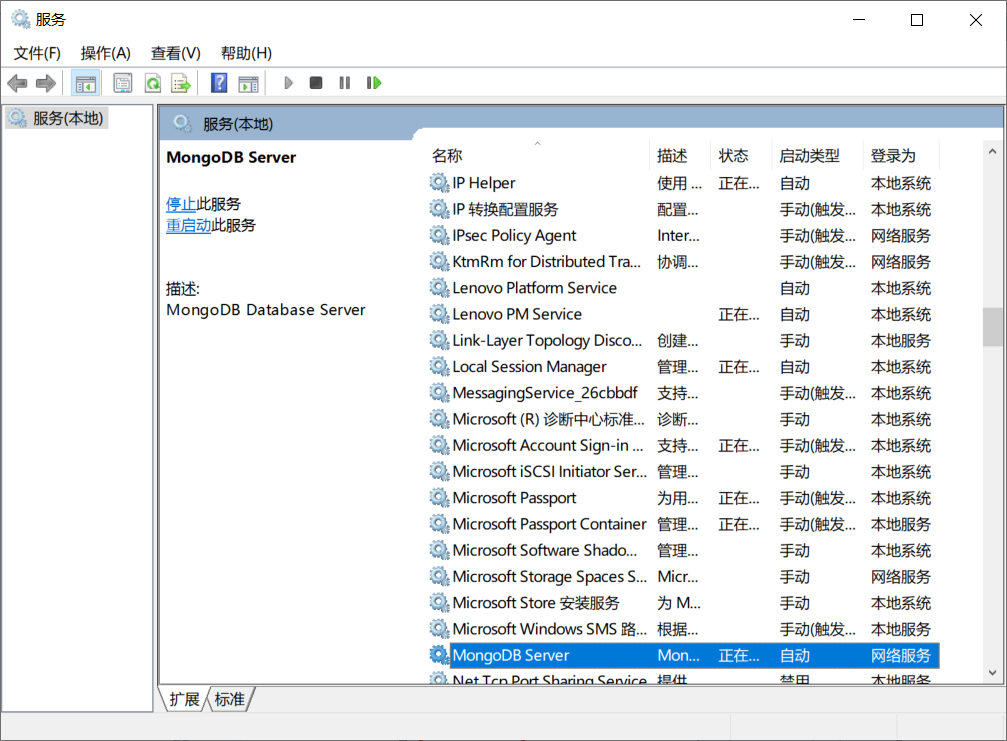 服务
文件(F) 操作(A) 查看(V) 帮助(H)
服务(本地)
服务(本地)
MongoDB Server
停止此服务
重启动此服务
描述:
MongoDB Database Server
名称 描述 状态 启动类型 登录为
IP Helper 使用 ... 正在... 自动 本地系统
IP 转换配置服务 配置... 手动(触发... 本地系统
IPsec Policy Agent Inter... 手动(触发... 网络服务
KtmRm for Distributed Tra... 协调... 手动(触发... 网络服务
Lenovo Platform Service 自动 本地系统
Lenovo PM Service 正在... 自动 本地系统
Link-Layer Topology Disco... 创建... 手动 本地服务
Local Session Manager 管理... 正在... 自动 本地系统
MessagingService_26cbbdf 支持... 手动(触发... 本地系统
Microsoft (R) 诊断中心标准... 诊断... 手动 本地系统
Microsoft Account Sign-in ... 支持... 正在... 手动(触发... 本地系统
Microsoft iSCSI Initiator Ser... 管理... 手动 本地系统
Microsoft Passport 为用... 正在... 手动(触发... 本地系统
Microsoft Passport Container 管理... 正在... 手动(触发... 本地服务
Microsoft Software Shado... 管理... 手动 本地系统
Microsoft Storage Spaces S... Micr... 手动 网络服务
Microsoft Store 安装服务 为 M... 手动 本地系统
Microsoft Windows SMS 路... 根据... 手动(触发... 本地服务
MongoDB Server Mon... 正在... 自动 网络服务
Net.Tcp Port Sharing Service 提供... 禁用 本地服务
扩展 标准